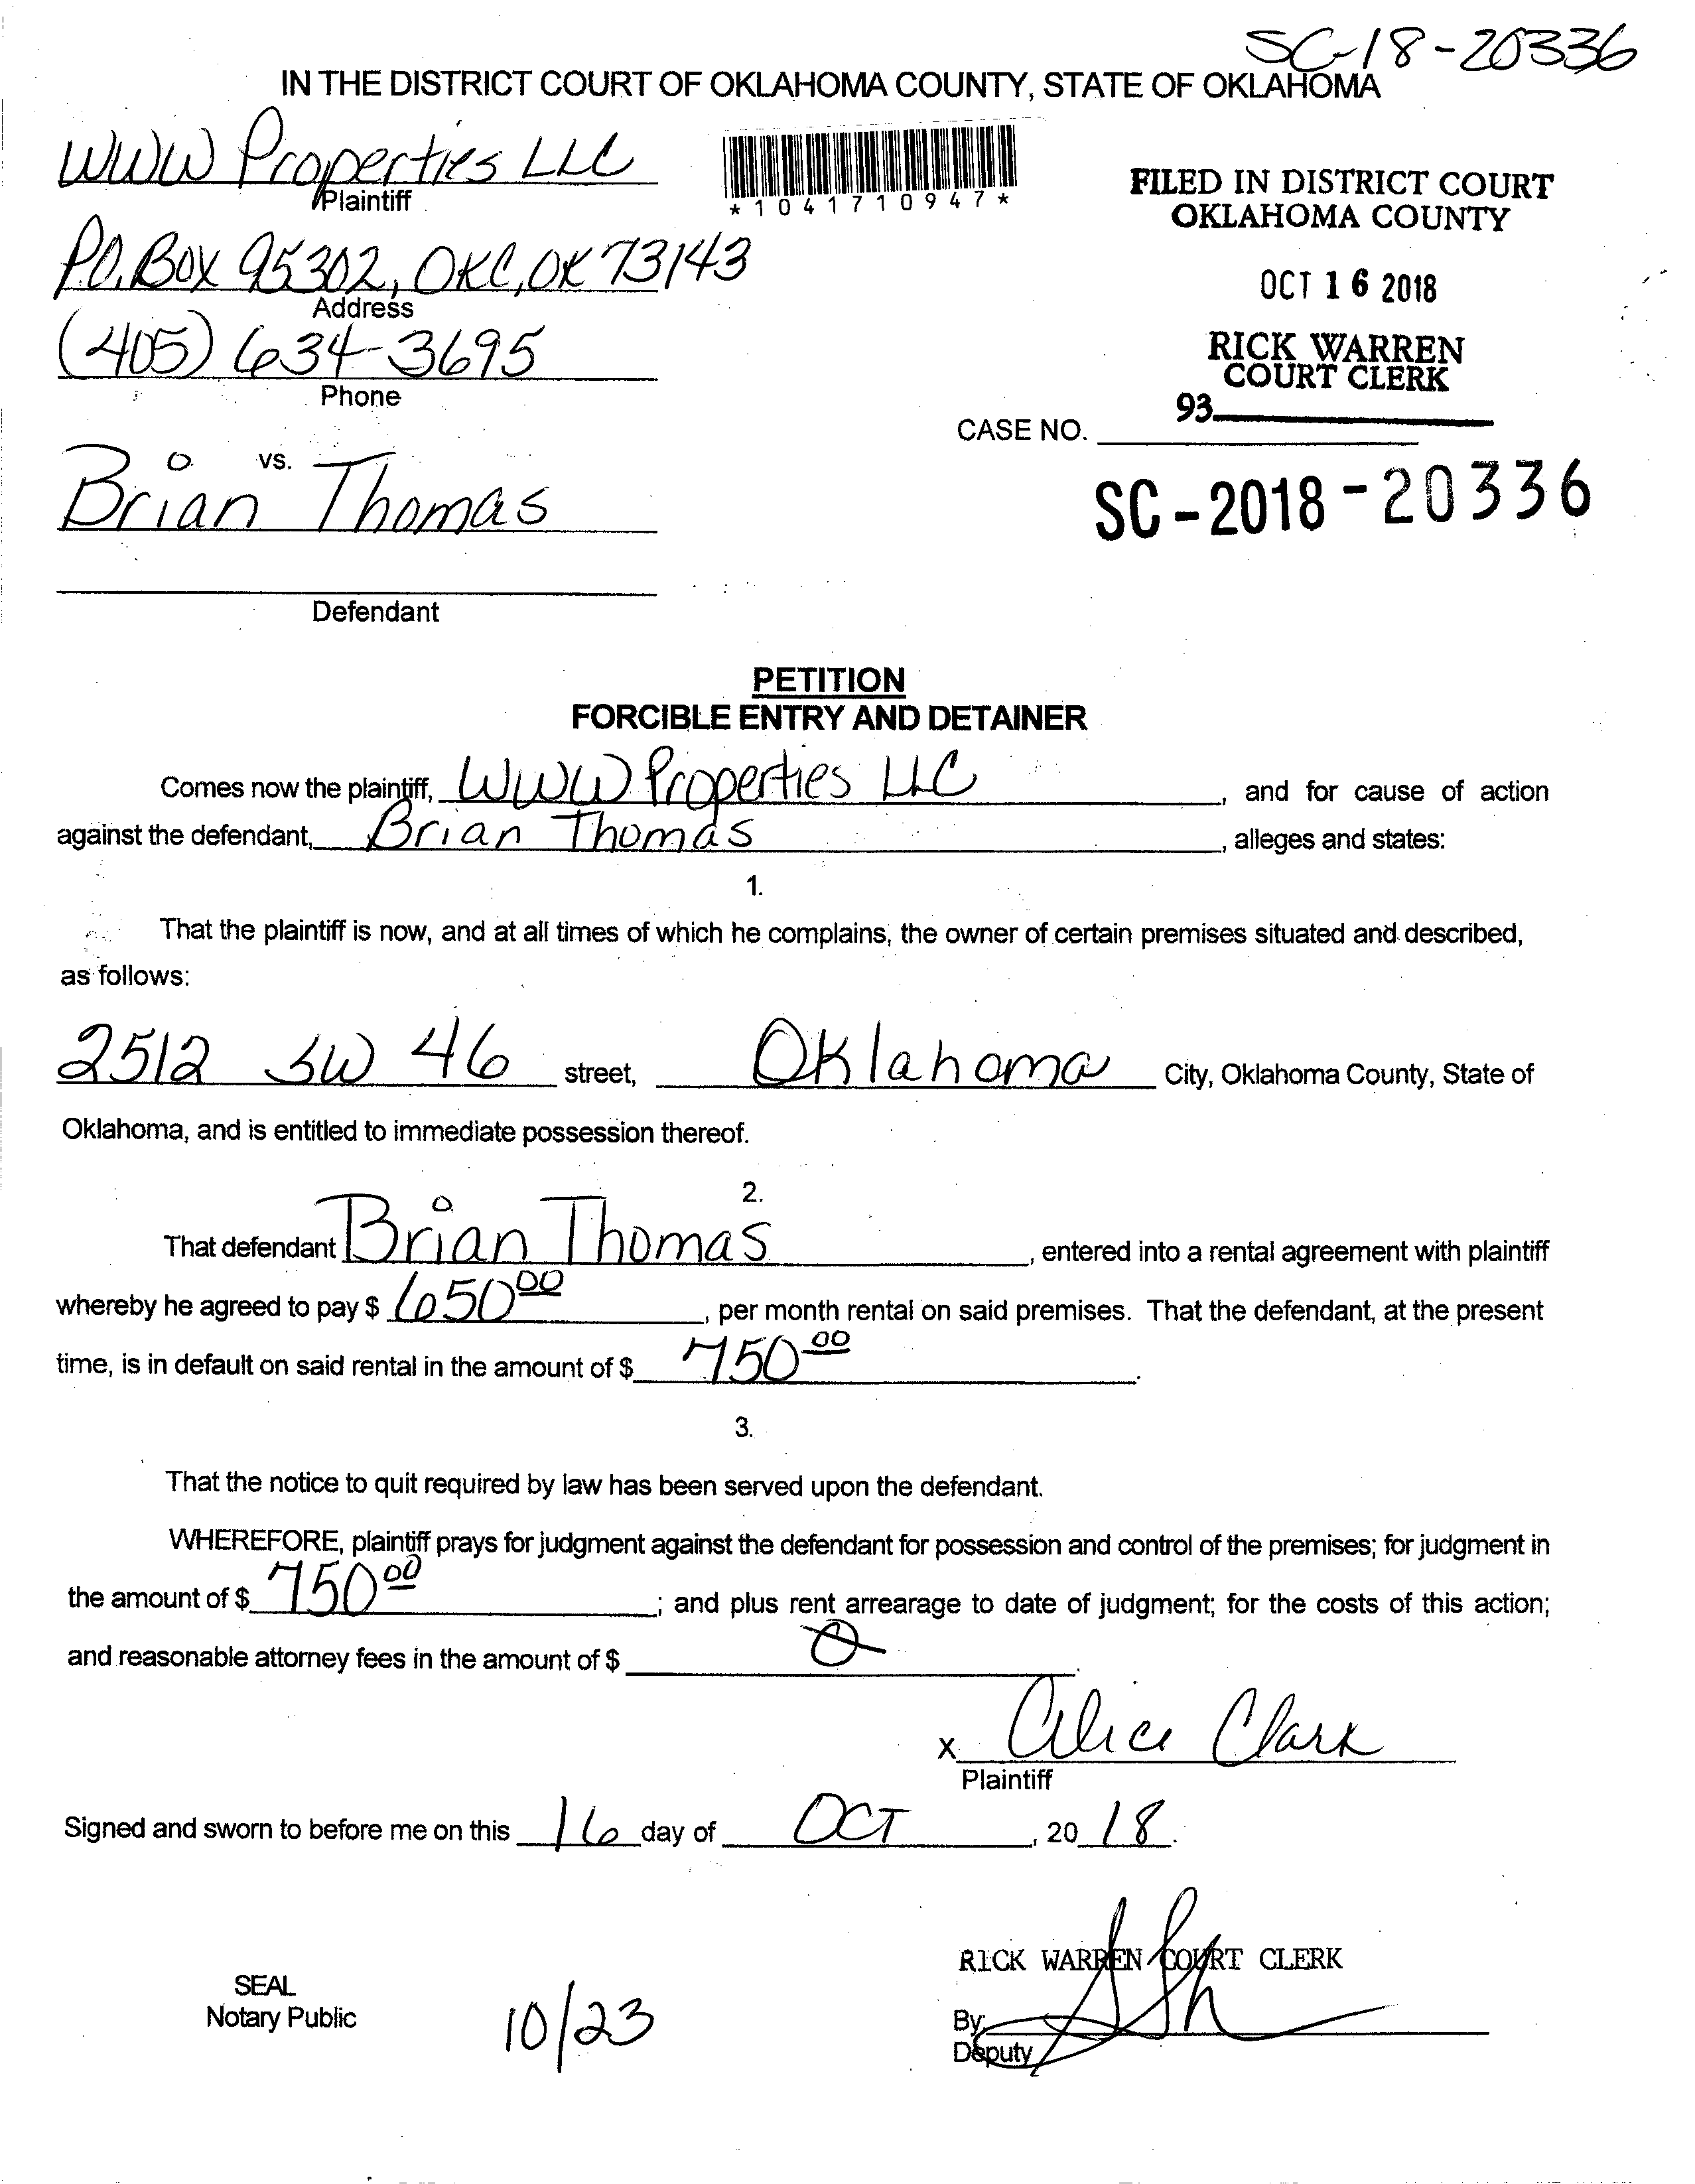 SC-18-20336
IN THE DISTRICT COURT OF OKLAHOMA COUNTY, STATE OF OKLAHOMA
WWW Properties LLC
Plaintiff
*1041710947*
FILED IN DISTRICT COURT
OKLAHOMA COUNTY
P.O. Box 95302, OKC, OK 73143
Address
OCT 16 2018
(405) 634-3695
Phone
RICK WARREN
COURT CLERK
93
CASE NO.
vs.
Brian Thomas
SC-2018-20336
Defendant
PETITION
FORCIBLE ENTRY AND DETAINER
Comes now the plaintiff, WWW Properties LLC, and for cause of action
against the defendant, Brian Thomas, alleges and states:
1.
That the plaintiff is now, and at all times of which he complains, the owner of certain premises situated and described,
as follows:
2512 SW 46 street, Oklahoma City, Oklahoma County, State of
Oklahoma, and is entitled to immediate possession thereof.
2.
That defendant Brian Thomas, entered into a rental agreement with plaintiff
whereby he agreed to pay $ 650 00, per month rental on said premises. That the defendant, at the present
time, is in default on said rental in the amount of $ 750 00.
3.
That the notice to quit required by law has been served upon the defendant.
WHEREFORE, plaintiff prays for judgment against the defendant for possession and control of the premises; for judgment in
the amount of $ 750 00; and plus rent arrearage to date of judgment; for the costs of this action;
and reasonable attorney fees in the amount of $ 0.
x Alice Clark
Plaintiff
Signed and sworn to before me on this 16 day of OCT, 20 18.
RICK WARREN COURT CLERK
SEAL
Notary Public
10/23
By:
Deputy